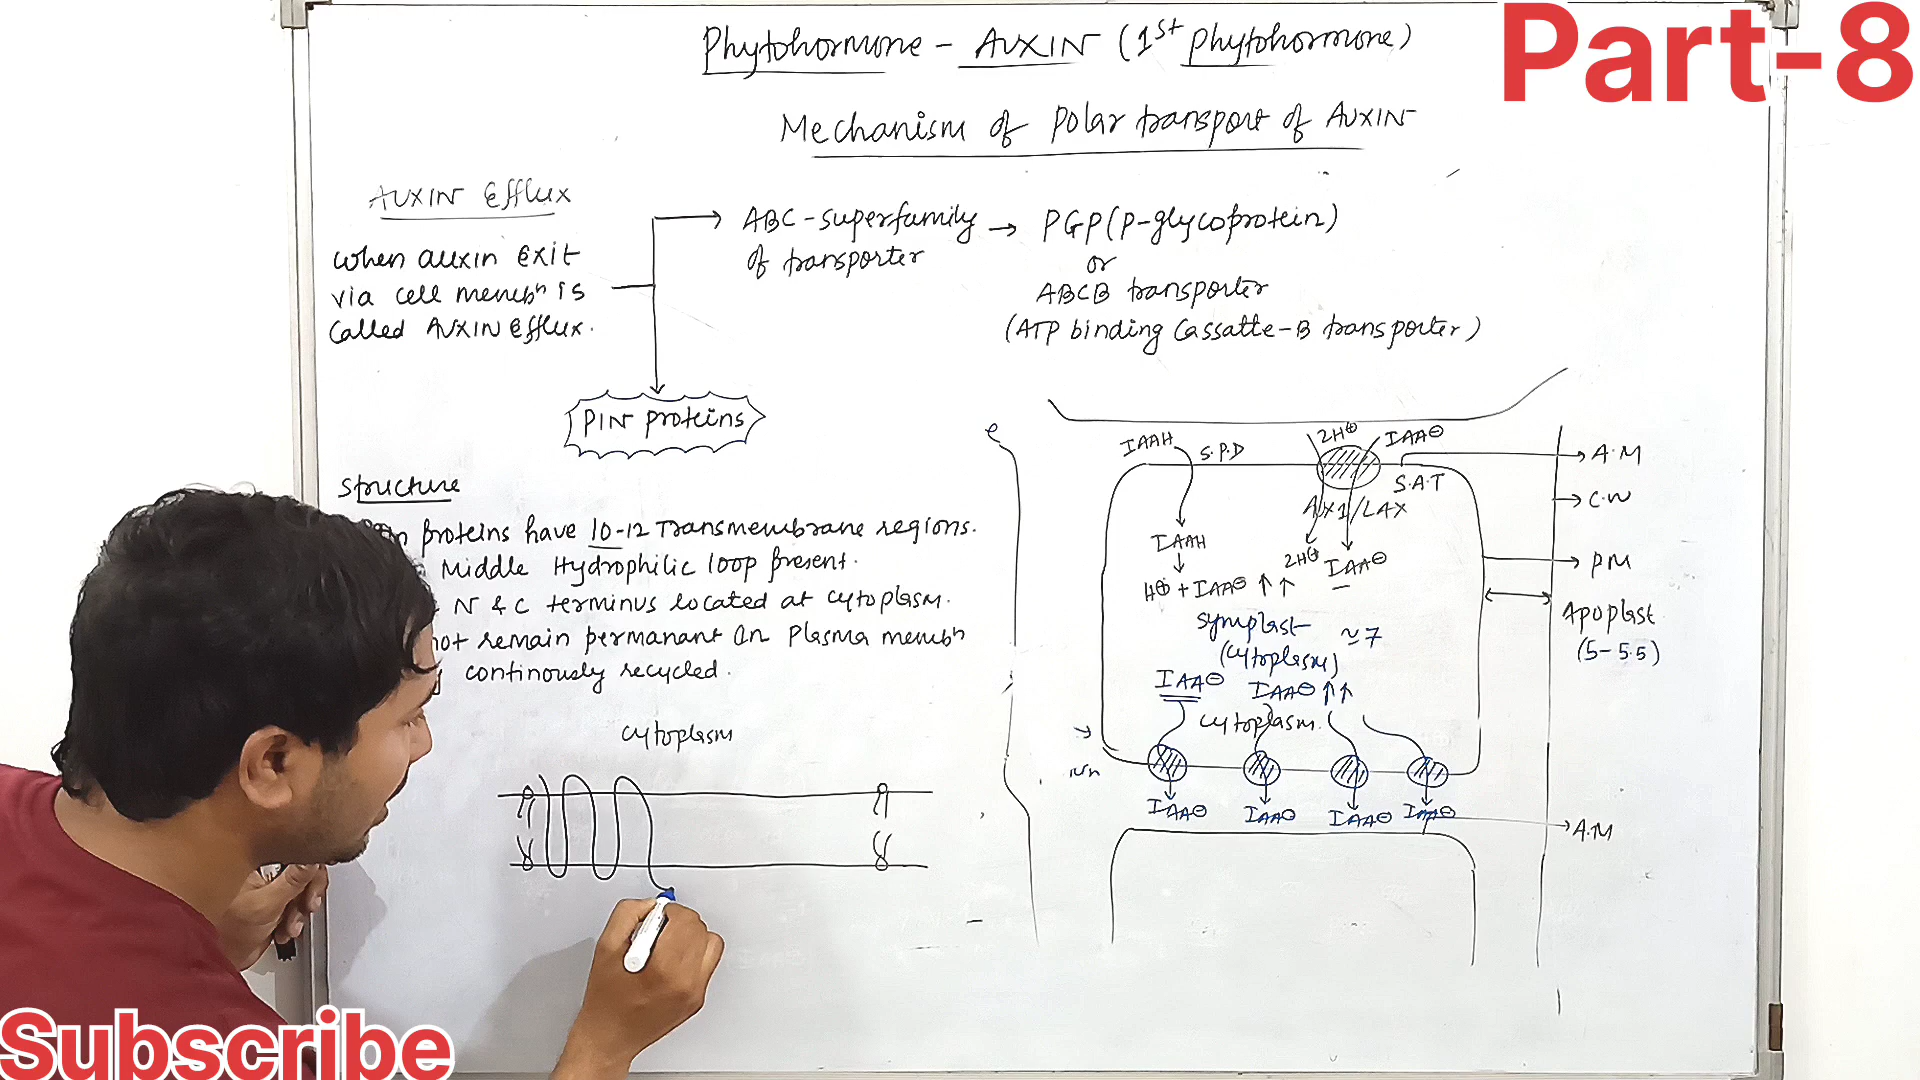 Part-8
Phytohormone - AUXIN (1st phytohormone)
Mechanism of Polar transport of AUXIN
AUXIN Efflux
when auxin exit
via cell membn is
called AUXIN Efflux.
ABC - superfamily
of transporter
→ PGP (P-glycoprotein)
or
ABCB transporter
(ATP binding Cassatte-B transporter)
PIN proteins
Structure
proteins have 10-12 Transmembrane regions.
Middle Hydrophilic loop present.
N & C terminus located at cytoplasm.
not remain permanant on Plasma membn
continously recycled.
cytoplasm
e
IAAH
S.P.D
2H⊕
IAA⊖
A.M
S.A.T
C.W
AUX1/LAX
IAAH
2H⊕
IAA⊖
PM
H⊕ + IAA⊖ ↑↑
Symplast
(cytoplasm)
≃7
Apoplast
(5-5.5)
IAA⊖
IAA⊖ ↑↑
cytoplasm.
IAA⊖
IAA⊖
IAA⊖
IAA⊖
A.M
Subscribe